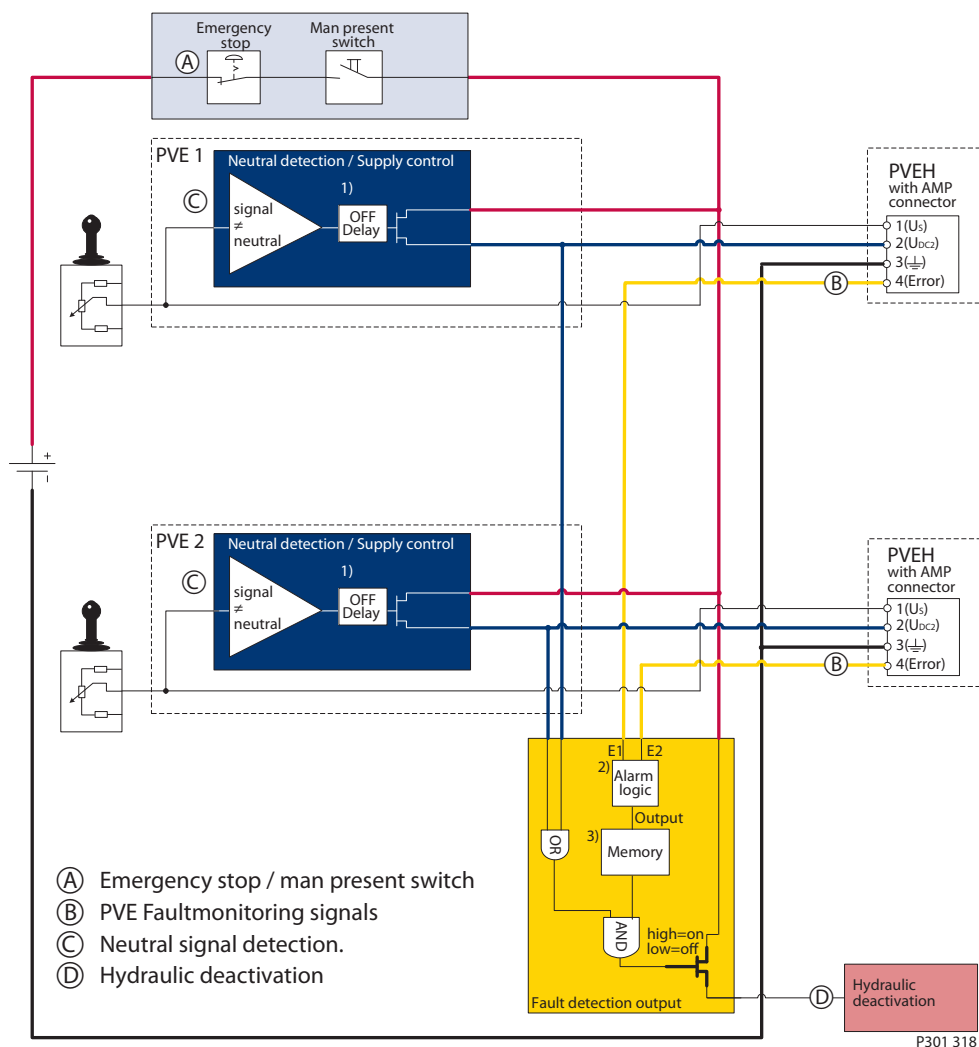 Emergency
stop
Man present
switch
A
PVE 1
Neutral detection / Supply control
C
signal
≠
neutral
1)
OFF
Delay
PVEH
with AMP
connector
1(Us)
2(UDC2)
3(⏚)
4(Error)
B
+
-
PVE 2
Neutral detection / Supply control
C
signal
≠
neutral
1)
OFF
Delay
PVEH
with AMP
connector
1(Us)
2(UDC2)
3(⏚)
4(Error)
B
E1 E2
2)
Alarm
logic
Output
3)
Memory
OR
AND
high=on
low=off
Fault detection output
D
Hydraulic
deactivation
A Emergency stop / man present switch
B PVE Faultmonitoring signals
C Neutral signal detection.
D Hydraulic deactivation
P301 318